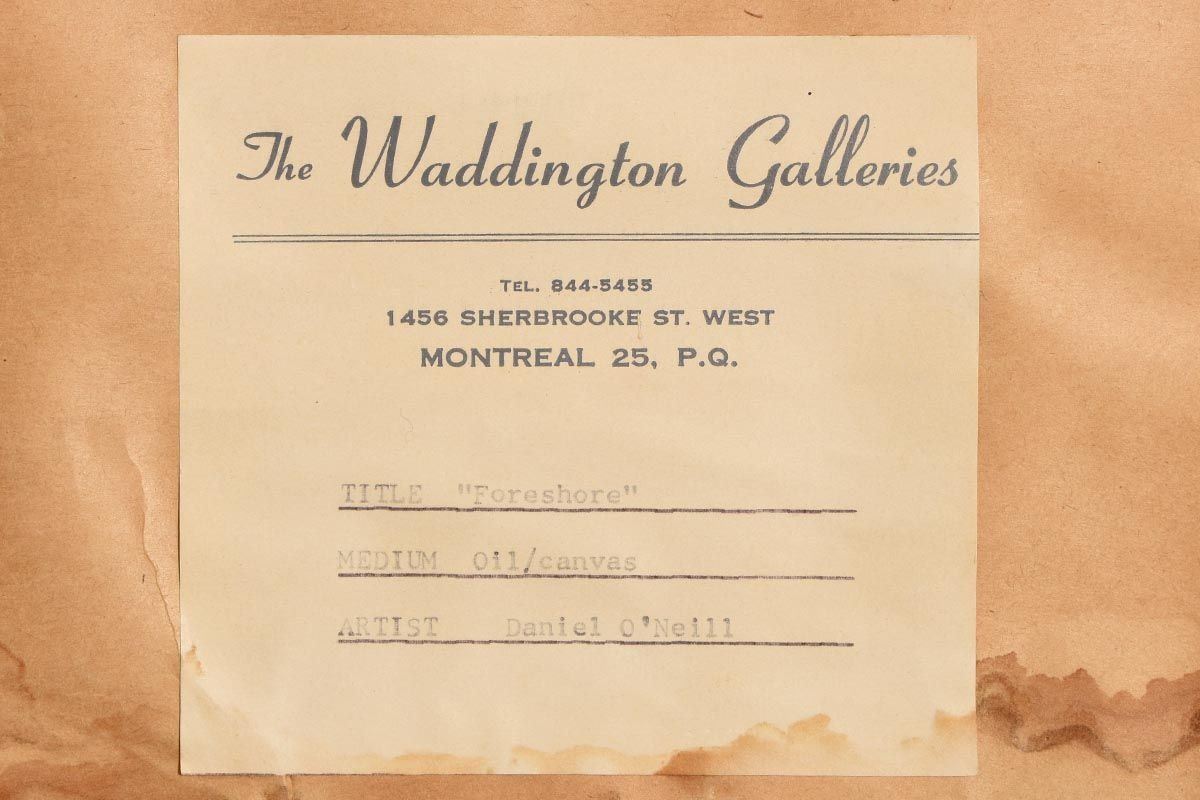 The Waddington Galleries
TEL. 844-5455
1456 SHERBROOKE ST. WEST
MONTREAL 25, P.Q.
TITLE "Foreshore"
MEDIUM Oil/canvas
ARTIST Daniel O'Neill